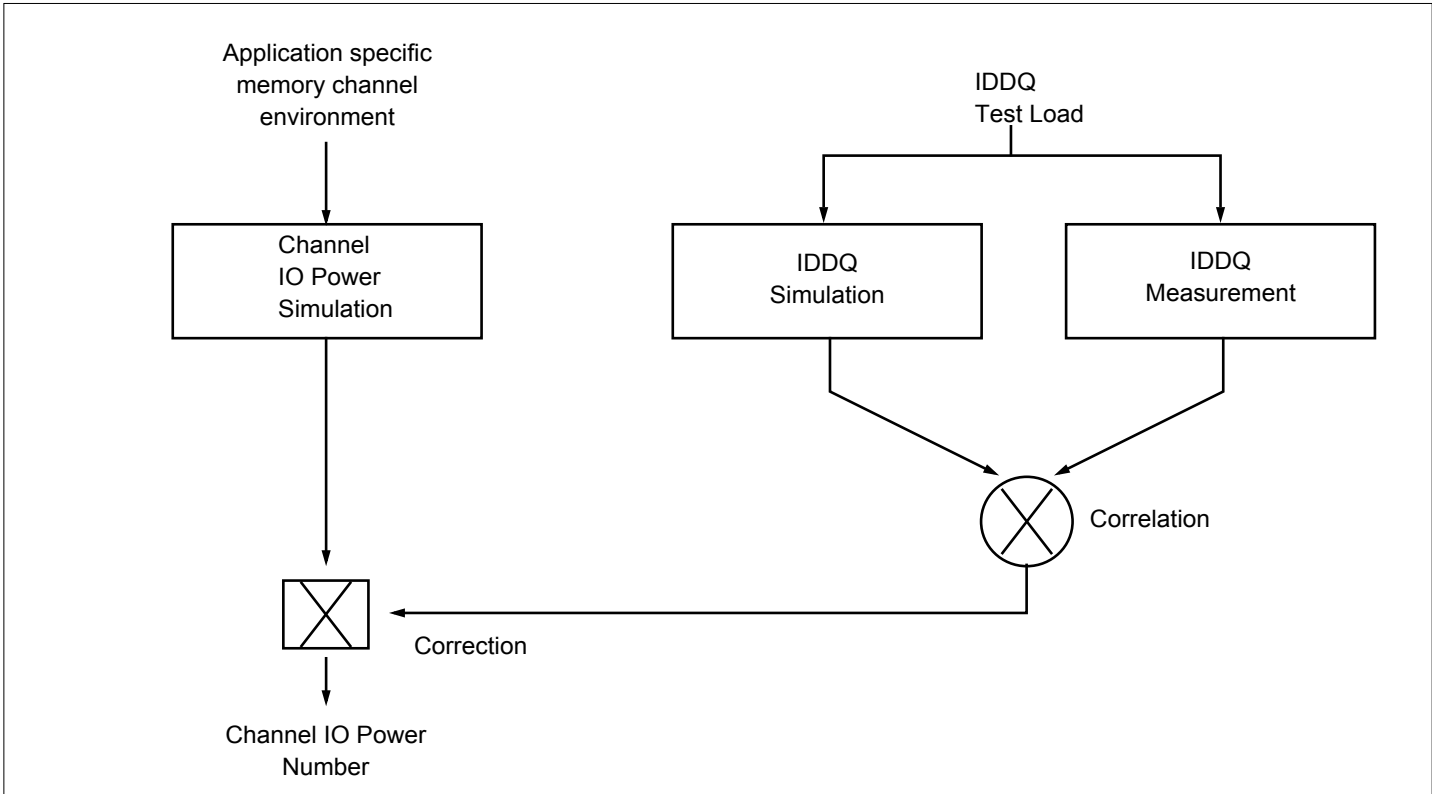 Application specific
memory channel
environment
IDDQ
Test Load
Channel
IO Power
Simulation
IDDQ
Simulation
IDDQ
Measurement
Correlation
Correction
Channel IO Power
Number